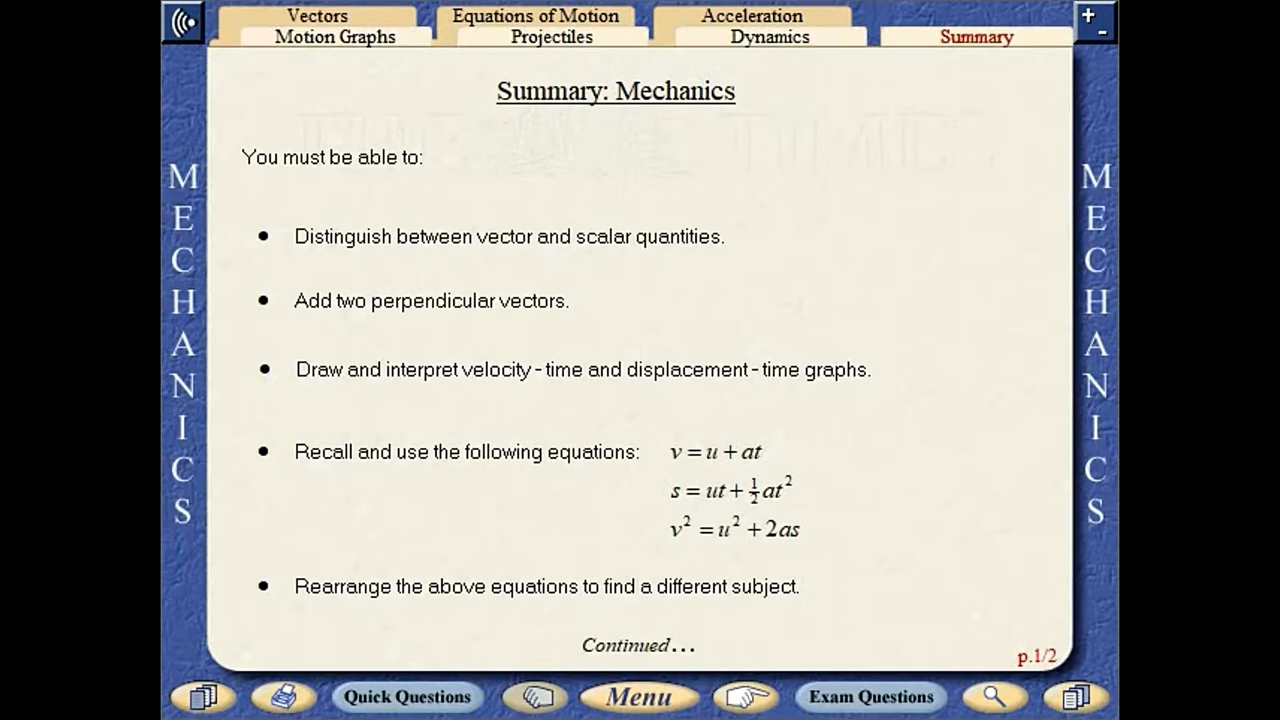 Vectors
Equations of Motion
Acceleration
Motion Graphs
Projectiles
Dynamics
Summary
+
-
Summary: Mechanics
You must be able to:
MECHANICS
MECHANICS
• Distinguish between vector and scalar quantities.
• Add two perpendicular vectors.
• Draw and interpret velocity - time and displacement - time graphs.
• Recall and use the following equations: v = u + at
s = ut + ½at²
v² = u² + 2as
• Rearrange the above equations to find a different subject.
Continued...
p.1/2
Quick Questions
Menu
Exam Questions